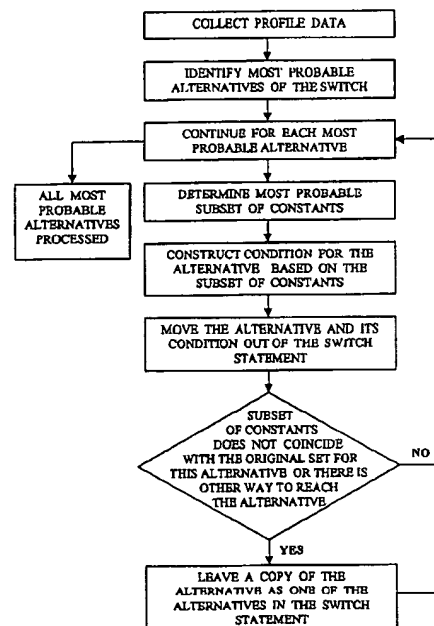 COLLECT PROFILE DATA
IDENTIFY MOST PROBABLE
ALTERNATIVES OF THE SWITCH
CONTINUE FOR EACH MOST
PROBABLE ALTERNATIVE
ALL MOST
PROBABLE
ALTERNATIVES
PROCESSED
DETERMINE MOST PROBABLE
SUBSET OF CONSTANTS
CONSTRUCT CONDITION FOR THE
ALTERNATIVE BASED ON THE
SUBSET OF CONSTANTS
MOVE THE ALTERNATIVE AND ITS
CONDITION OUT OF THE SWITCH
STATEMENT
SUBSET
OF CONSTANTS
DOES NOT COINCIDE
WITH THE ORIGINAL SET FOR
THIS ALTERNATIVE OR THERE IS
OTHER WAY TO REACH
THE ALTERNATIVE
NO
YES
LEAVE A COPY OF THE
ALTERNATIVE AS ONE OF THE
ALTERNATIVES IN THE SWITCH
STATEMENT